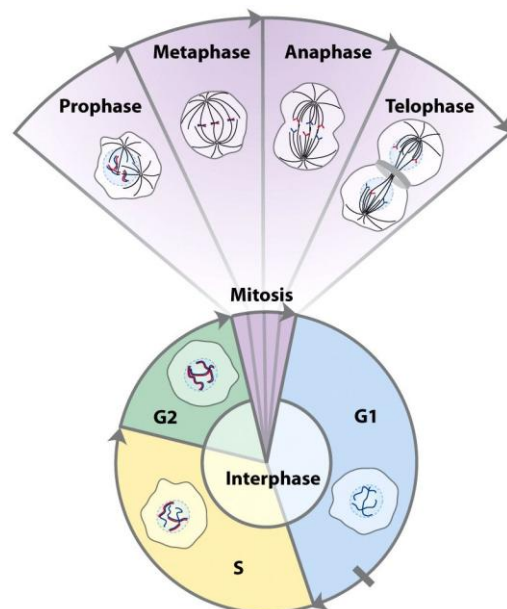 Metaphase
Anaphase
Prophase
Telophase
Mitosis
G2
G1
Interphase
S